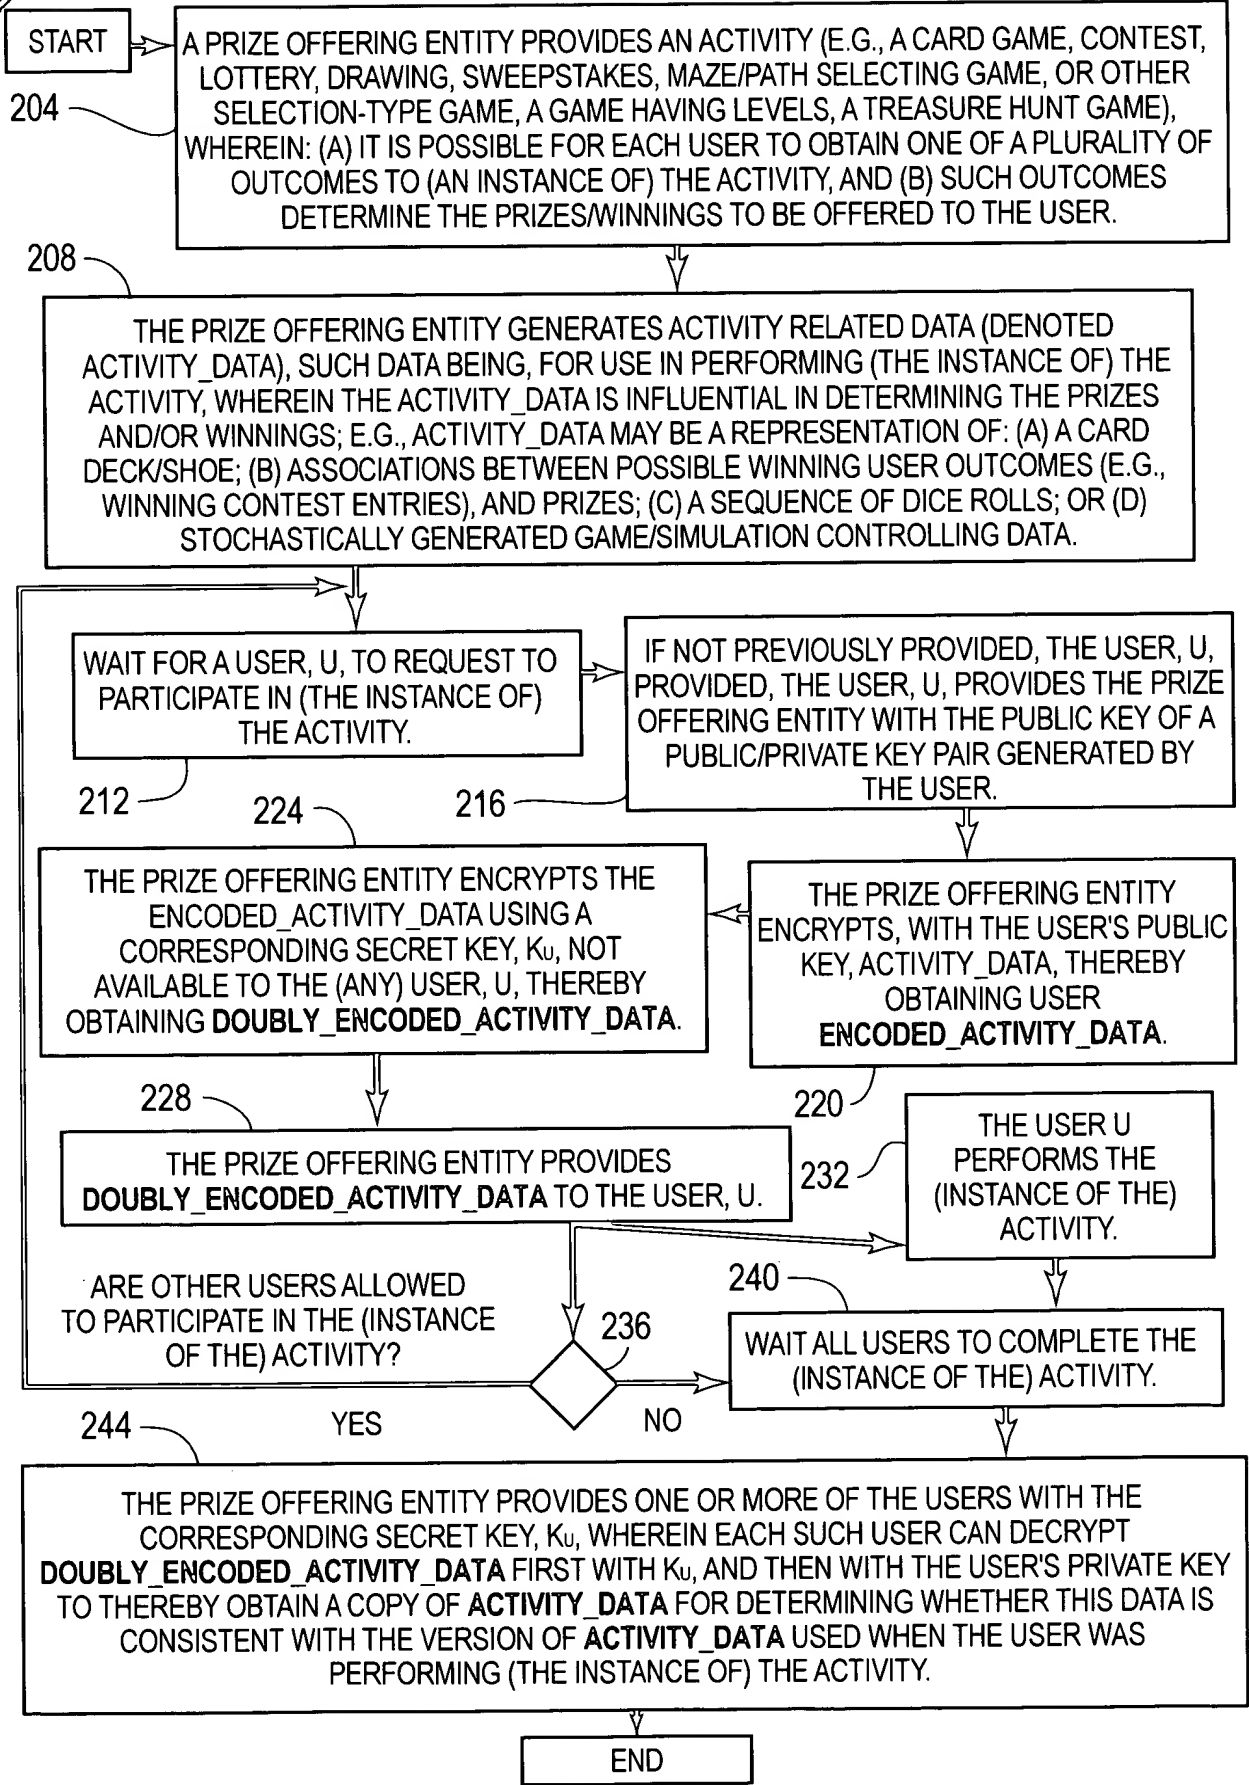 START
A PRIZE OFFERING ENTITY PROVIDES AN ACTIVITY (E.G., A CARD GAME, CONTEST,
LOTTERY, DRAWING, SWEEPSTAKES, MAZE/PATH SELECTING GAME, OR OTHER
SELECTION-TYPE GAME, A GAME HAVING LEVELS, A TREASURE HUNT GAME),
WHEREIN: (A) IT IS POSSIBLE FOR EACH USER TO OBTAIN ONE OF A PLURALITY OF
OUTCOMES TO (AN INSTANCE OF) THE ACTIVITY, AND (B) SUCH OUTCOMES
DETERMINE THE PRIZES/WINNINGS TO BE OFFERED TO THE USER.
204
208
THE PRIZE OFFERING ENTITY GENERATES ACTIVITY RELATED DATA (DENOTED
ACTIVITY_DATA), SUCH DATA BEING, FOR USE IN PERFORMING (THE INSTANCE OF) THE
ACTIVITY, WHEREIN THE ACTIVITY_DATA IS INFLUENTIAL IN DETERMINING THE PRIZES
AND/OR WINNINGS; E.G., ACTIVITY_DATA MAY BE A REPRESENTATION OF: (A) A CARD
DECK/SHOE; (B) ASSOCIATIONS BETWEEN POSSIBLE WINNING USER OUTCOMES (E.G.,
WINNING CONTEST ENTRIES), AND PRIZES; (C) A SEQUENCE OF DICE ROLLS; OR (D)
STOCHASTICALLY GENERATED GAME/SIMULATION CONTROLLING DATA.
WAIT FOR A USER, U, TO REQUEST TO
PARTICIPATE IN (THE INSTANCE OF)
THE ACTIVITY.
212
IF NOT PREVIOUSLY PROVIDED, THE USER, U,
PROVIDED, THE USER, U, PROVIDES THE PRIZE
OFFERING ENTITY WITH THE PUBLIC KEY OF A
PUBLIC/PRIVATE KEY PAIR GENERATED BY
THE USER.
216
224
THE PRIZE OFFERING ENTITY ENCRYPTS THE
ENCODED_ACTIVITY_DATA USING A
CORRESPONDING SECRET KEY, KU, NOT
AVAILABLE TO THE (ANY) USER, U, THEREBY
OBTAINING DOUBLY_ENCODED_ACTIVITY_DATA.
THE PRIZE OFFERING ENTITY
ENCRYPTS, WITH THE USER'S PUBLIC
KEY, ACTIVITY_DATA, THEREBY
OBTAINING USER
ENCODED_ACTIVITY_DATA.
220
228
THE PRIZE OFFERING ENTITY PROVIDES
DOUBLY_ENCODED_ACTIVITY_DATA TO THE USER, U.
232
THE USER U
PERFORMS THE
(INSTANCE OF THE)
ACTIVITY.
ARE OTHER USERS ALLOWED
TO PARTICIPATE IN THE (INSTANCE
OF THE) ACTIVITY?
236
240
WAIT ALL USERS TO COMPLETE THE
(INSTANCE OF THE) ACTIVITY.
YES
NO
244
THE PRIZE OFFERING ENTITY PROVIDES ONE OR MORE OF THE USERS WITH THE
CORRESPONDING SECRET KEY, KU, WHEREIN EACH SUCH USER CAN DECRYPT
DOUBLY_ENCODED_ACTIVITY_DATA FIRST WITH KU, AND THEN WITH THE USER'S PRIVATE KEY
TO THEREBY OBTAIN A COPY OF ACTIVITY_DATA FOR DETERMINING WHETHER THIS DATA IS
CONSISTENT WITH THE VERSION OF ACTIVITY_DATA USED WHEN THE USER WAS
PERFORMING (THE INSTANCE OF) THE ACTIVITY.
END